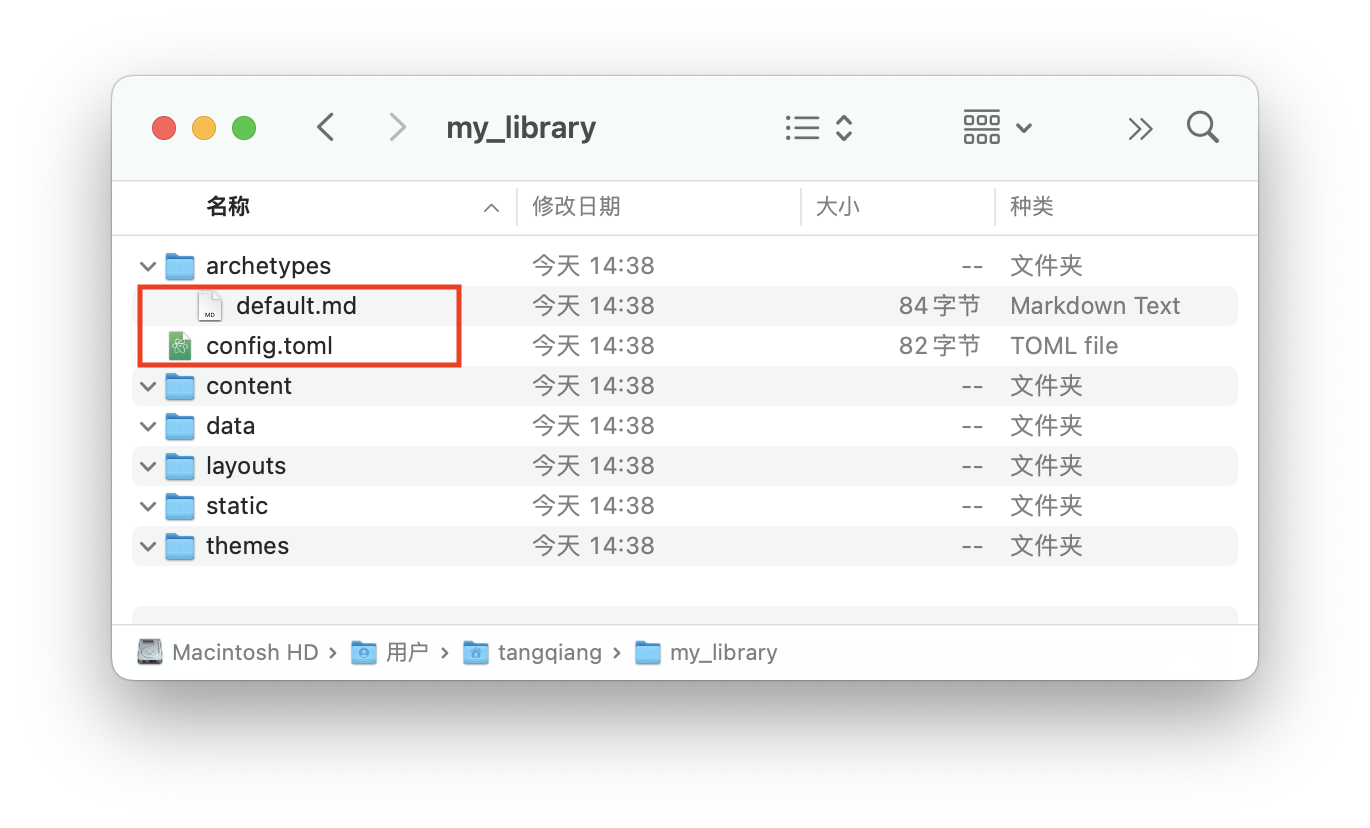 my_library
名称 修改日期 大小 种类
archetypes 今天 14:38 -- 文件夹
MD default.md 今天 14:38 84 字节 Markdown Text
config.toml 今天 14:38 82 字节 TOML file
content 今天 14:38 -- 文件夹
data 今天 14:38 -- 文件夹
layouts 今天 14:38 -- 文件夹
static 今天 14:38 -- 文件夹
themes 今天 14:38 -- 文件夹
Macintosh HD › 用户 › tangqiang › my_library